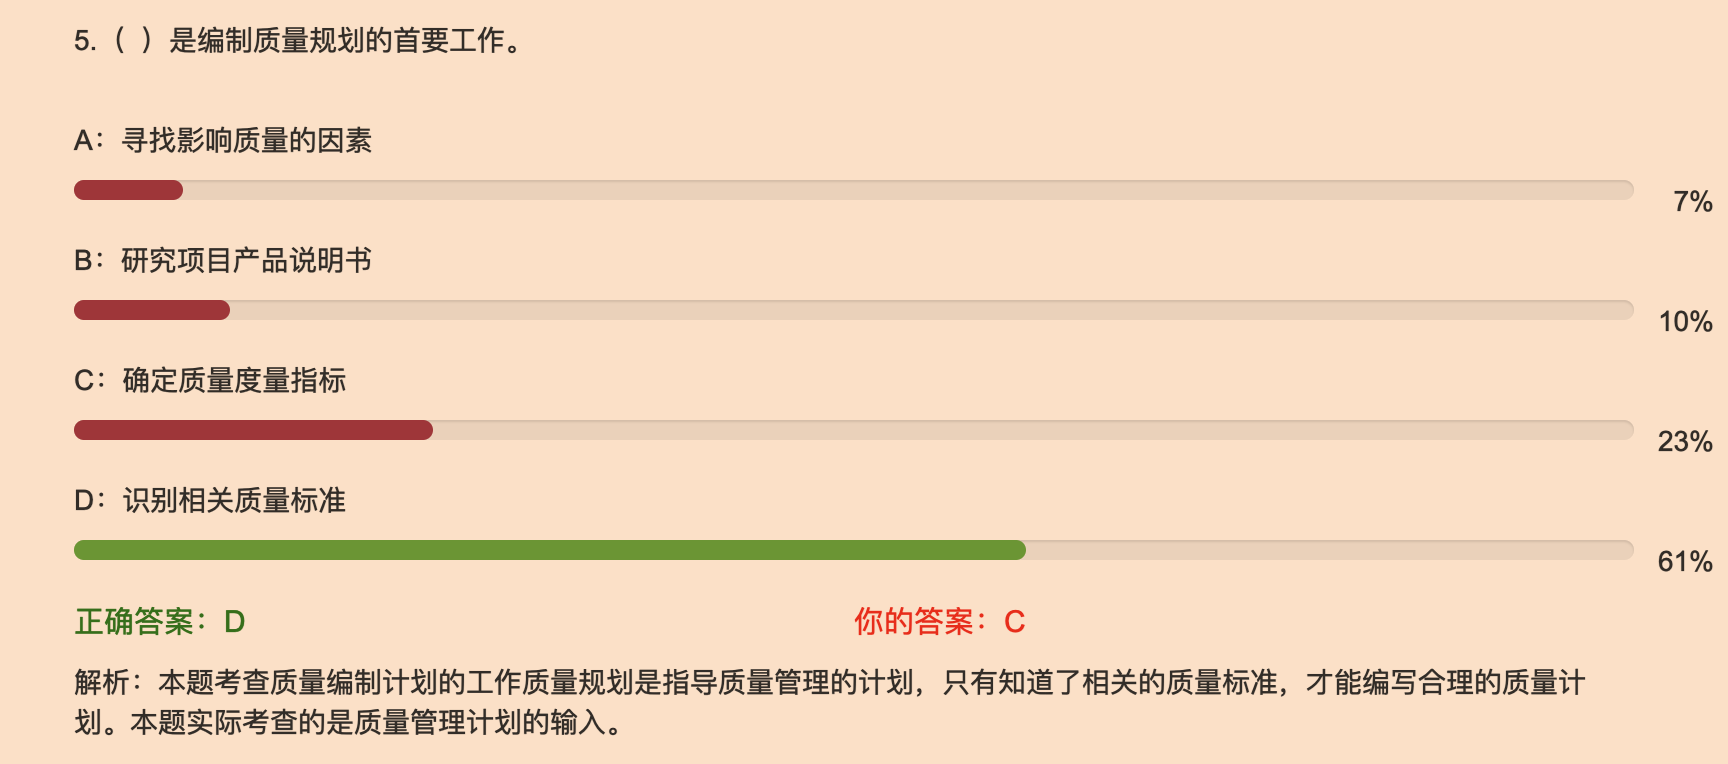 5.（ ）是编制质量规划的首要工作。
A：寻找影响质量的因素
7%
B：研究项目产品说明书
10%
C：确定质量度量指标
23%
D：识别相关质量标准
61%
正确答案：D
你的答案：C
解析：本题考查质量编制计划的工作质量规划是指导质量管理的计划，只有知道了相关的质量标准，才能编写合理的质量计
划。本题实际考查的是质量管理计划的输入。